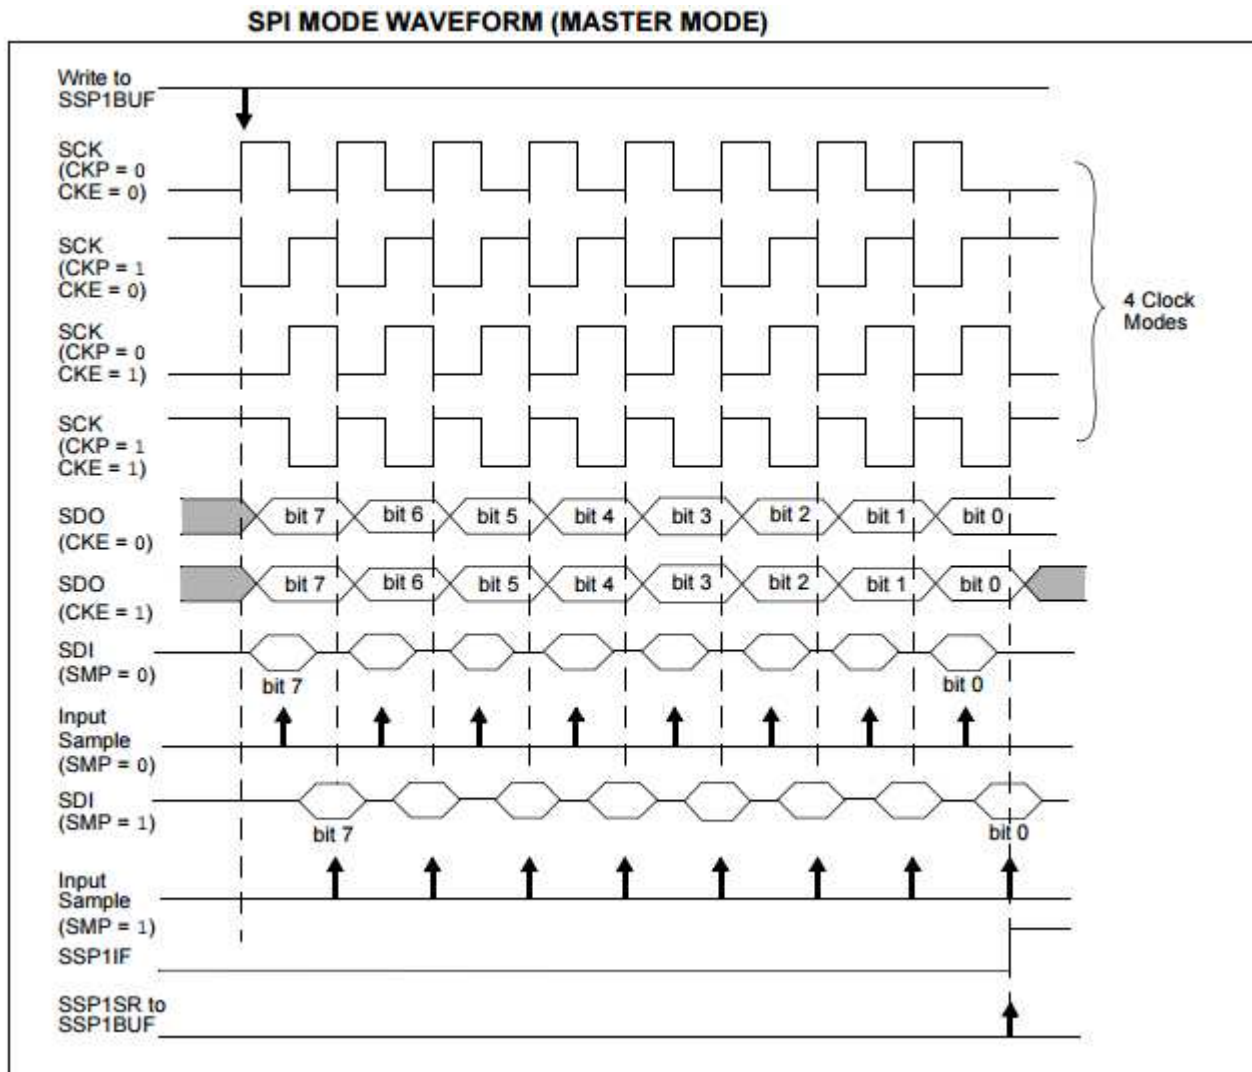 SPI MODE WAVEFORM (MASTER MODE)
Write to
SSP1BUF
SCK
(CKP = 0
CKE = 0)
SCK
(CKP = 1
CKE = 0)
4 Clock
Modes
SCK
(CKP = 0
CKE = 1)
SCK
(CKP = 1
CKE = 1)
SDO
(CKE = 0)
bit 7 bit 6 bit 5 bit 4 bit 3 bit 2 bit 1 bit 0
SDO
(CKE = 1)
bit 7 bit 6 bit 5 bit 4 bit 3 bit 2 bit 1 bit 0
SDI
(SMP = 0)
bit 7 bit 0
Input
Sample
(SMP = 0)
SDI
(SMP = 1)
bit 7 bit 0
Input
Sample
(SMP = 1)
SSP1IF
SSP1SR to
SSP1BUF